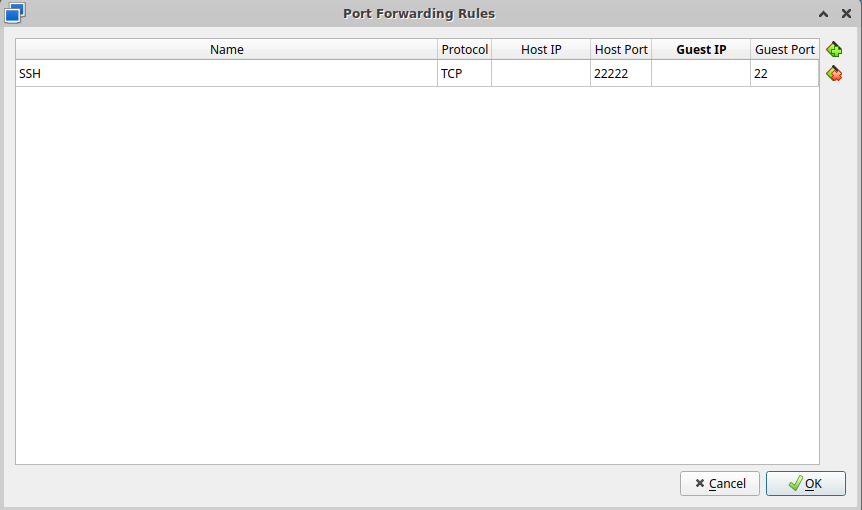 Port Forwarding Rules
Name Protocol Host IP Host Port Guest IP Guest Port
SSH TCP 22222 22
Cancel OK